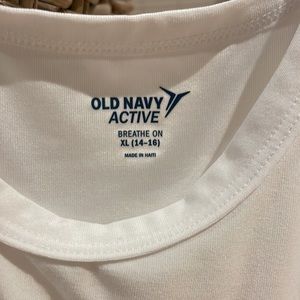 OLD NAVY
ACTIVE
BREATHE ON
XL (14-16)
MADE IN HAITI